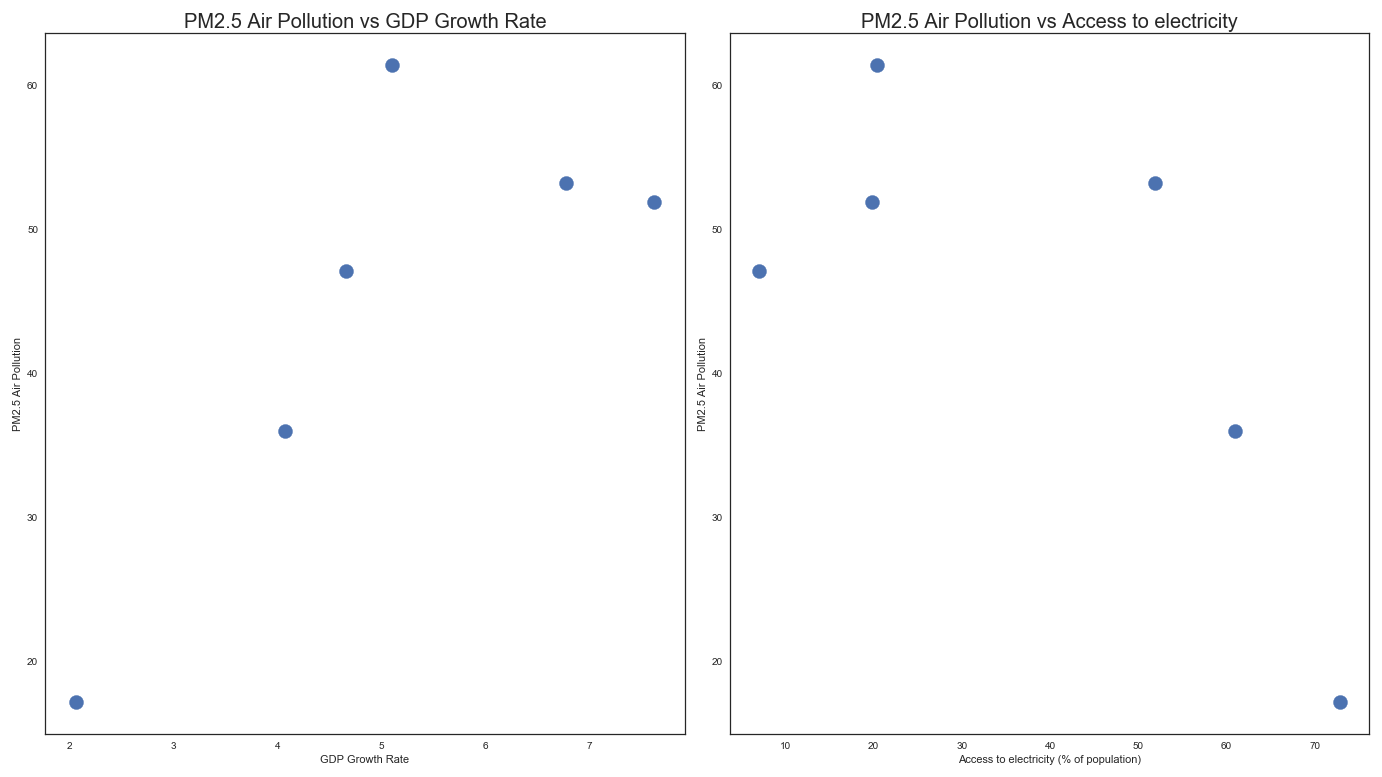 PM2.5 Air Pollution vs GDP Growth Rate
60
50
40
30
20
PM2.5 Air Pollution
2 3 4 5 6 7
GDP Growth Rate
PM2.5 Air Pollution vs Access to electricity
60
50
40
30
20
PM2.5 Air Pollution
10 20 30 40 50 60 70
Access to electricity (% of population)